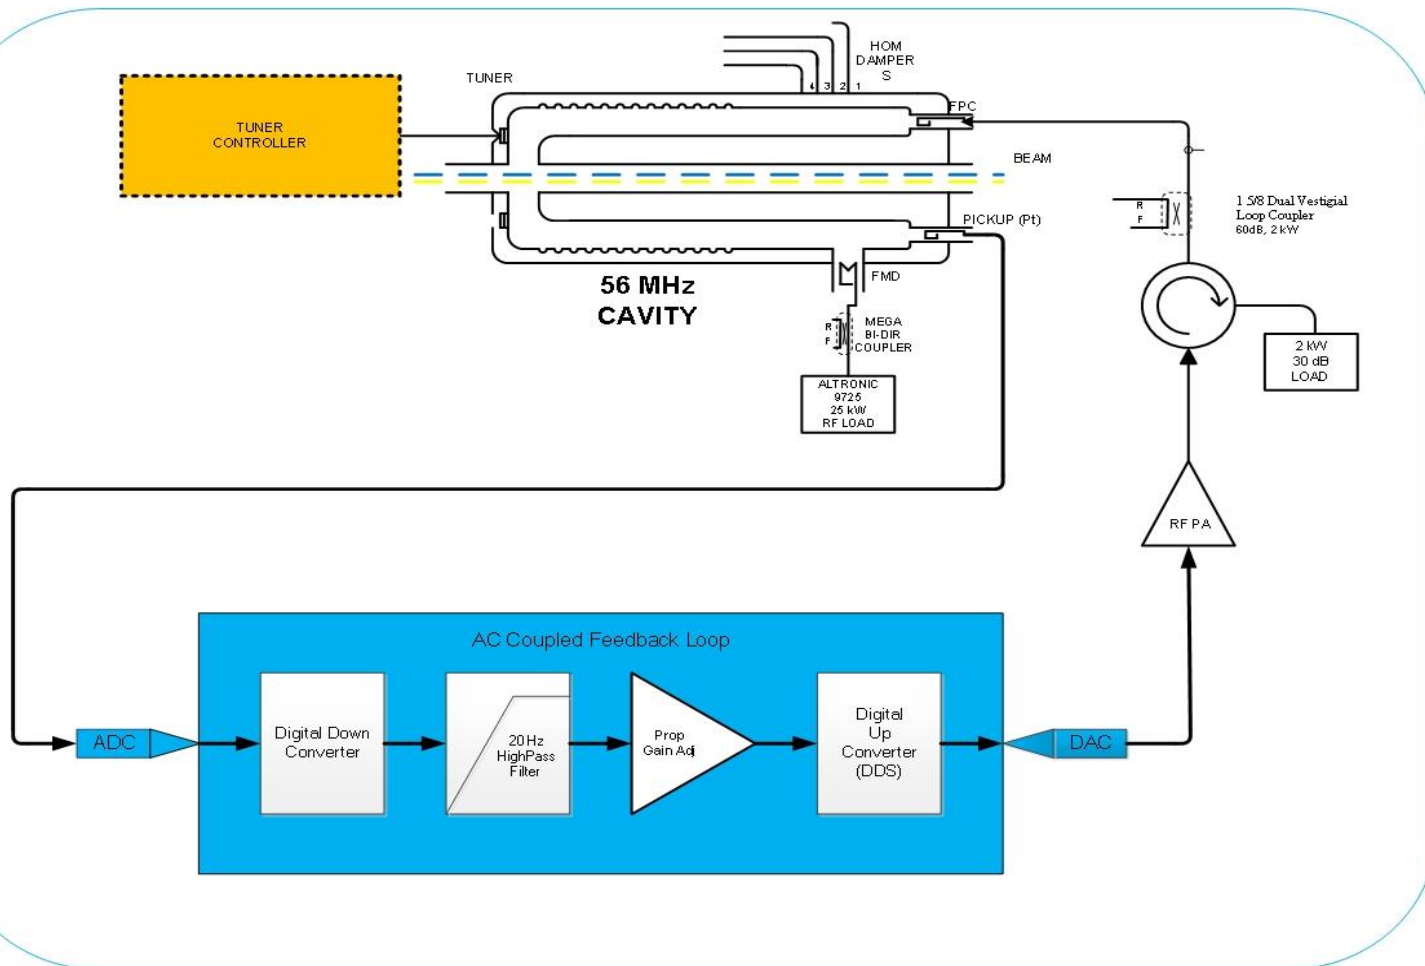 HOM
DAMPER
S
TUNER
4 3 2 1
FPC
TUNER
CONTROLLER
BEAM
R
F
1 5/8 Dual Vestigial
Loop Coupler
60dB, 2 kW
PICKUP (Pt)
FMD
56 MHz
CAVITY
R
F
MEGA
BI-DIR
COUPLER
2 kW
30 dB
LOAD
ALTRONIC
9725
25 kW
RF LOAD
RF PA
AC Coupled Feedback Loop
ADC
Digital Down
Converter
20Hz
HighPass
Filter
Prop
Gain Adj
Digital
Up
Converter
(DDS)
DAC